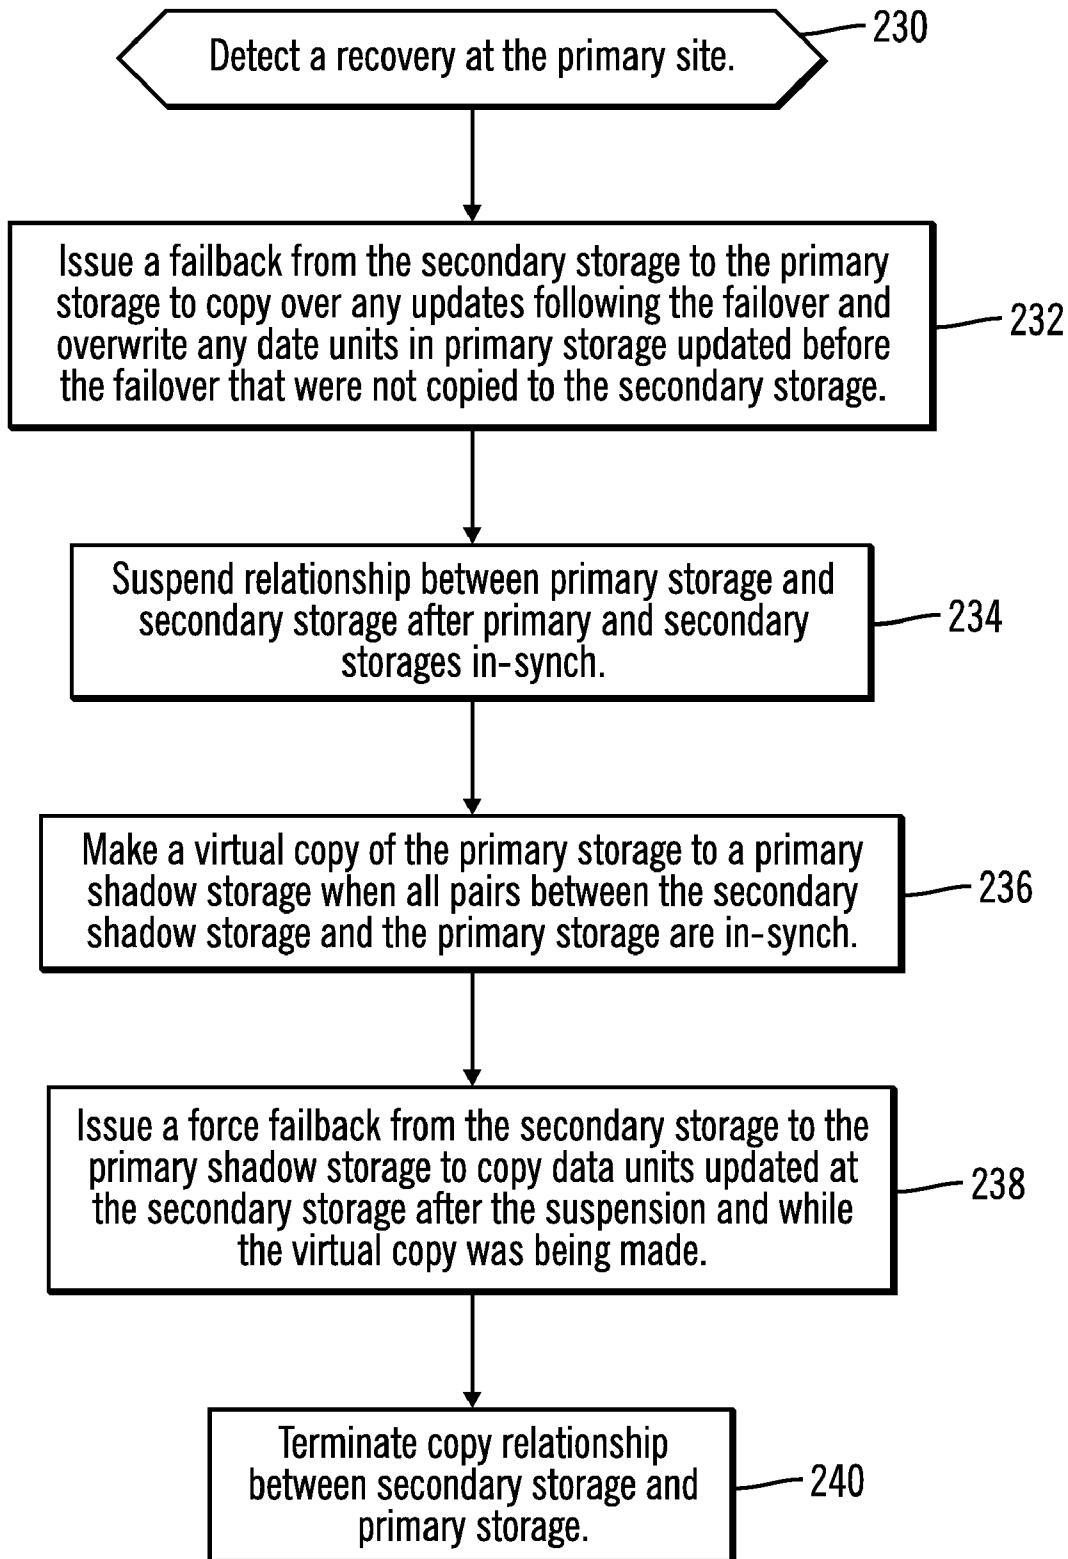 Detect a recovery at the primary site.
230
Issue a failback from the secondary storage to the primary
storage to copy over any updates following the failover and
overwrite any date units in primary storage updated before
the failover that were not copied to the secondary storage.
232
Suspend relationship between primary storage and
secondary storage after primary and secondary
storages in-synch.
234
Make a virtual copy of the primary storage to a primary
shadow storage when all pairs between the secondary
shadow storage and the primary storage are in-synch.
236
Issue a force failback from the secondary storage to the
primary shadow storage to copy data units updated at
the secondary storage after the suspension and while
the virtual copy was being made.
238
Terminate copy relationship
between secondary storage and
primary storage.
240